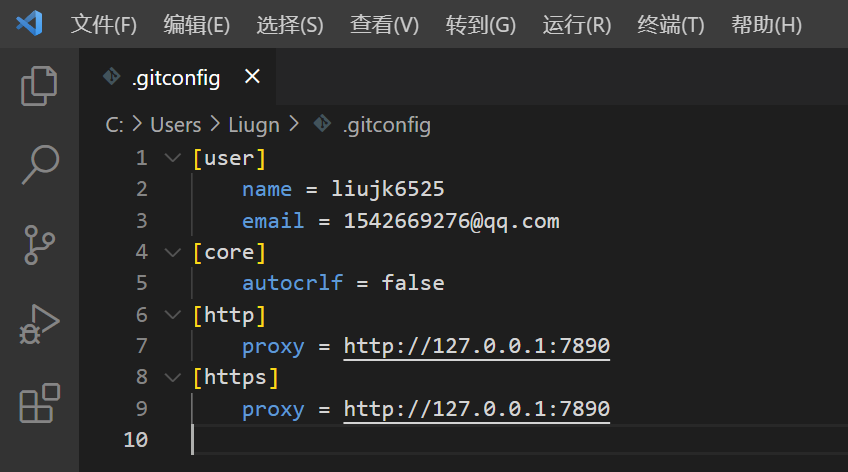 文件(F) 编辑(E) 选择(S) 查看(V) 转到(G) 运行(R) 终端(T) 帮助(H)
.gitconfig
C: > Users > Liugn > .gitconfig
1 [user]
2 name = liujk6525
3 email = 1542669276@qq.com
4 [core]
5 autocrlf = false
6 [http]
7 proxy = http://127.0.0.1:7890
8 [https]
9 proxy = http://127.0.0.1:7890
10